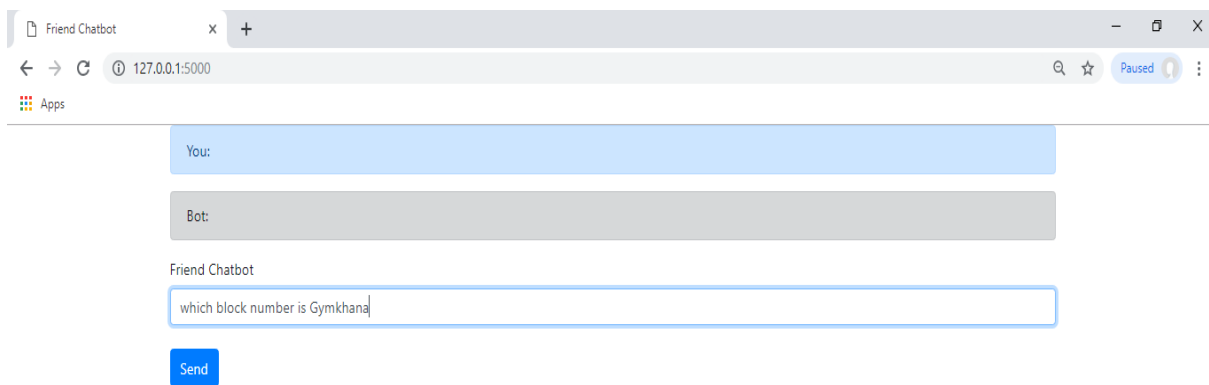 Friend Chatbot
127.0.0.1:5000
Paused
Apps
You:
Bot:
Friend Chatbot
which block number is Gymkhana
Send